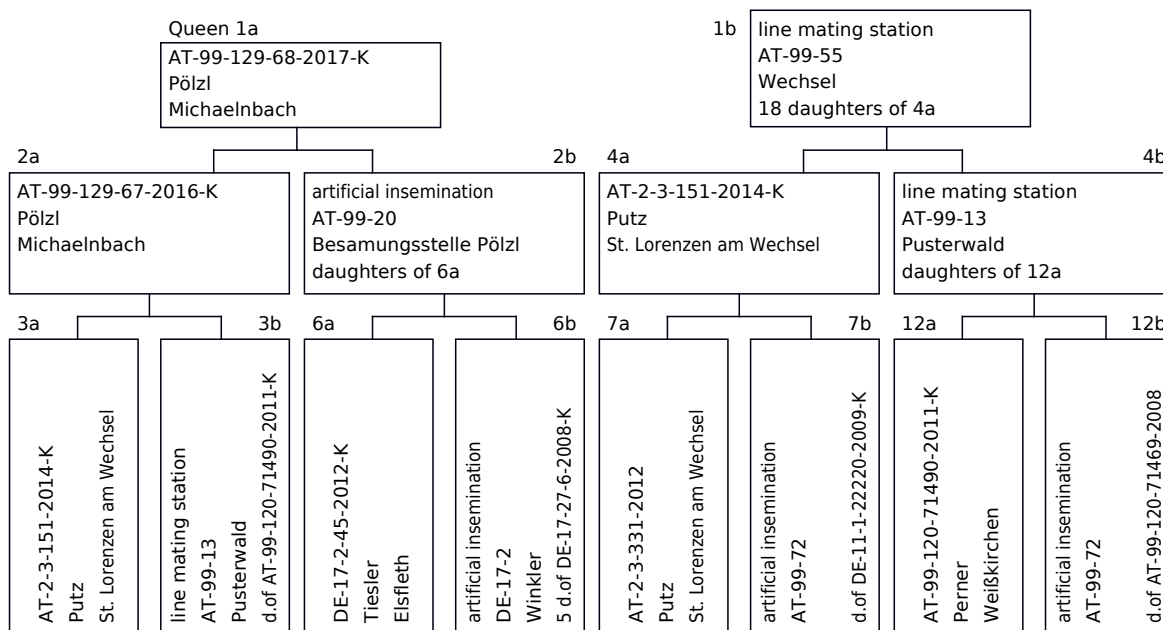 Queen 1a
AT-99-129-68-2017-K
Pölzl
Michaelnbach
1b
line mating station
AT-99-55
Wechsel
18 daughters of 4a
2a
AT-99-129-67-2016-K
Pölzl
Michaelnbach
2b
artificial insemination
AT-99-20
Besamungsstelle Pölzl
daughters of 6a
4a
AT-2-3-151-2014-K
Putz
St. Lorenzen am Wechsel
4b
line mating station
AT-99-13
Pusterwald
daughters of 12a
3a
AT-2-3-151-2014-K
Putz
St. Lorenzen am Wechsel
3b
line mating station
AT-99-13
Pusterwald
d.of AT-99-120-71490-2011-K
6a
DE-17-2-45-2012-K
Tiesler
Elsfleth
6b
artificial insemination
DE-17-2
Winkler
5 d.of DE-17-27-6-2008-K
7a
AT-2-3-331-2012
Putz
St. Lorenzen am Wechsel
7b
artificial insemination
AT-99-72
d.of DE-11-1-22220-2009-K
12a
AT-99-120-71490-2011-K
Perner
Weißkirchen
12b
artificial insemination
AT-99-72
d.of AT-99-120-71469-2008